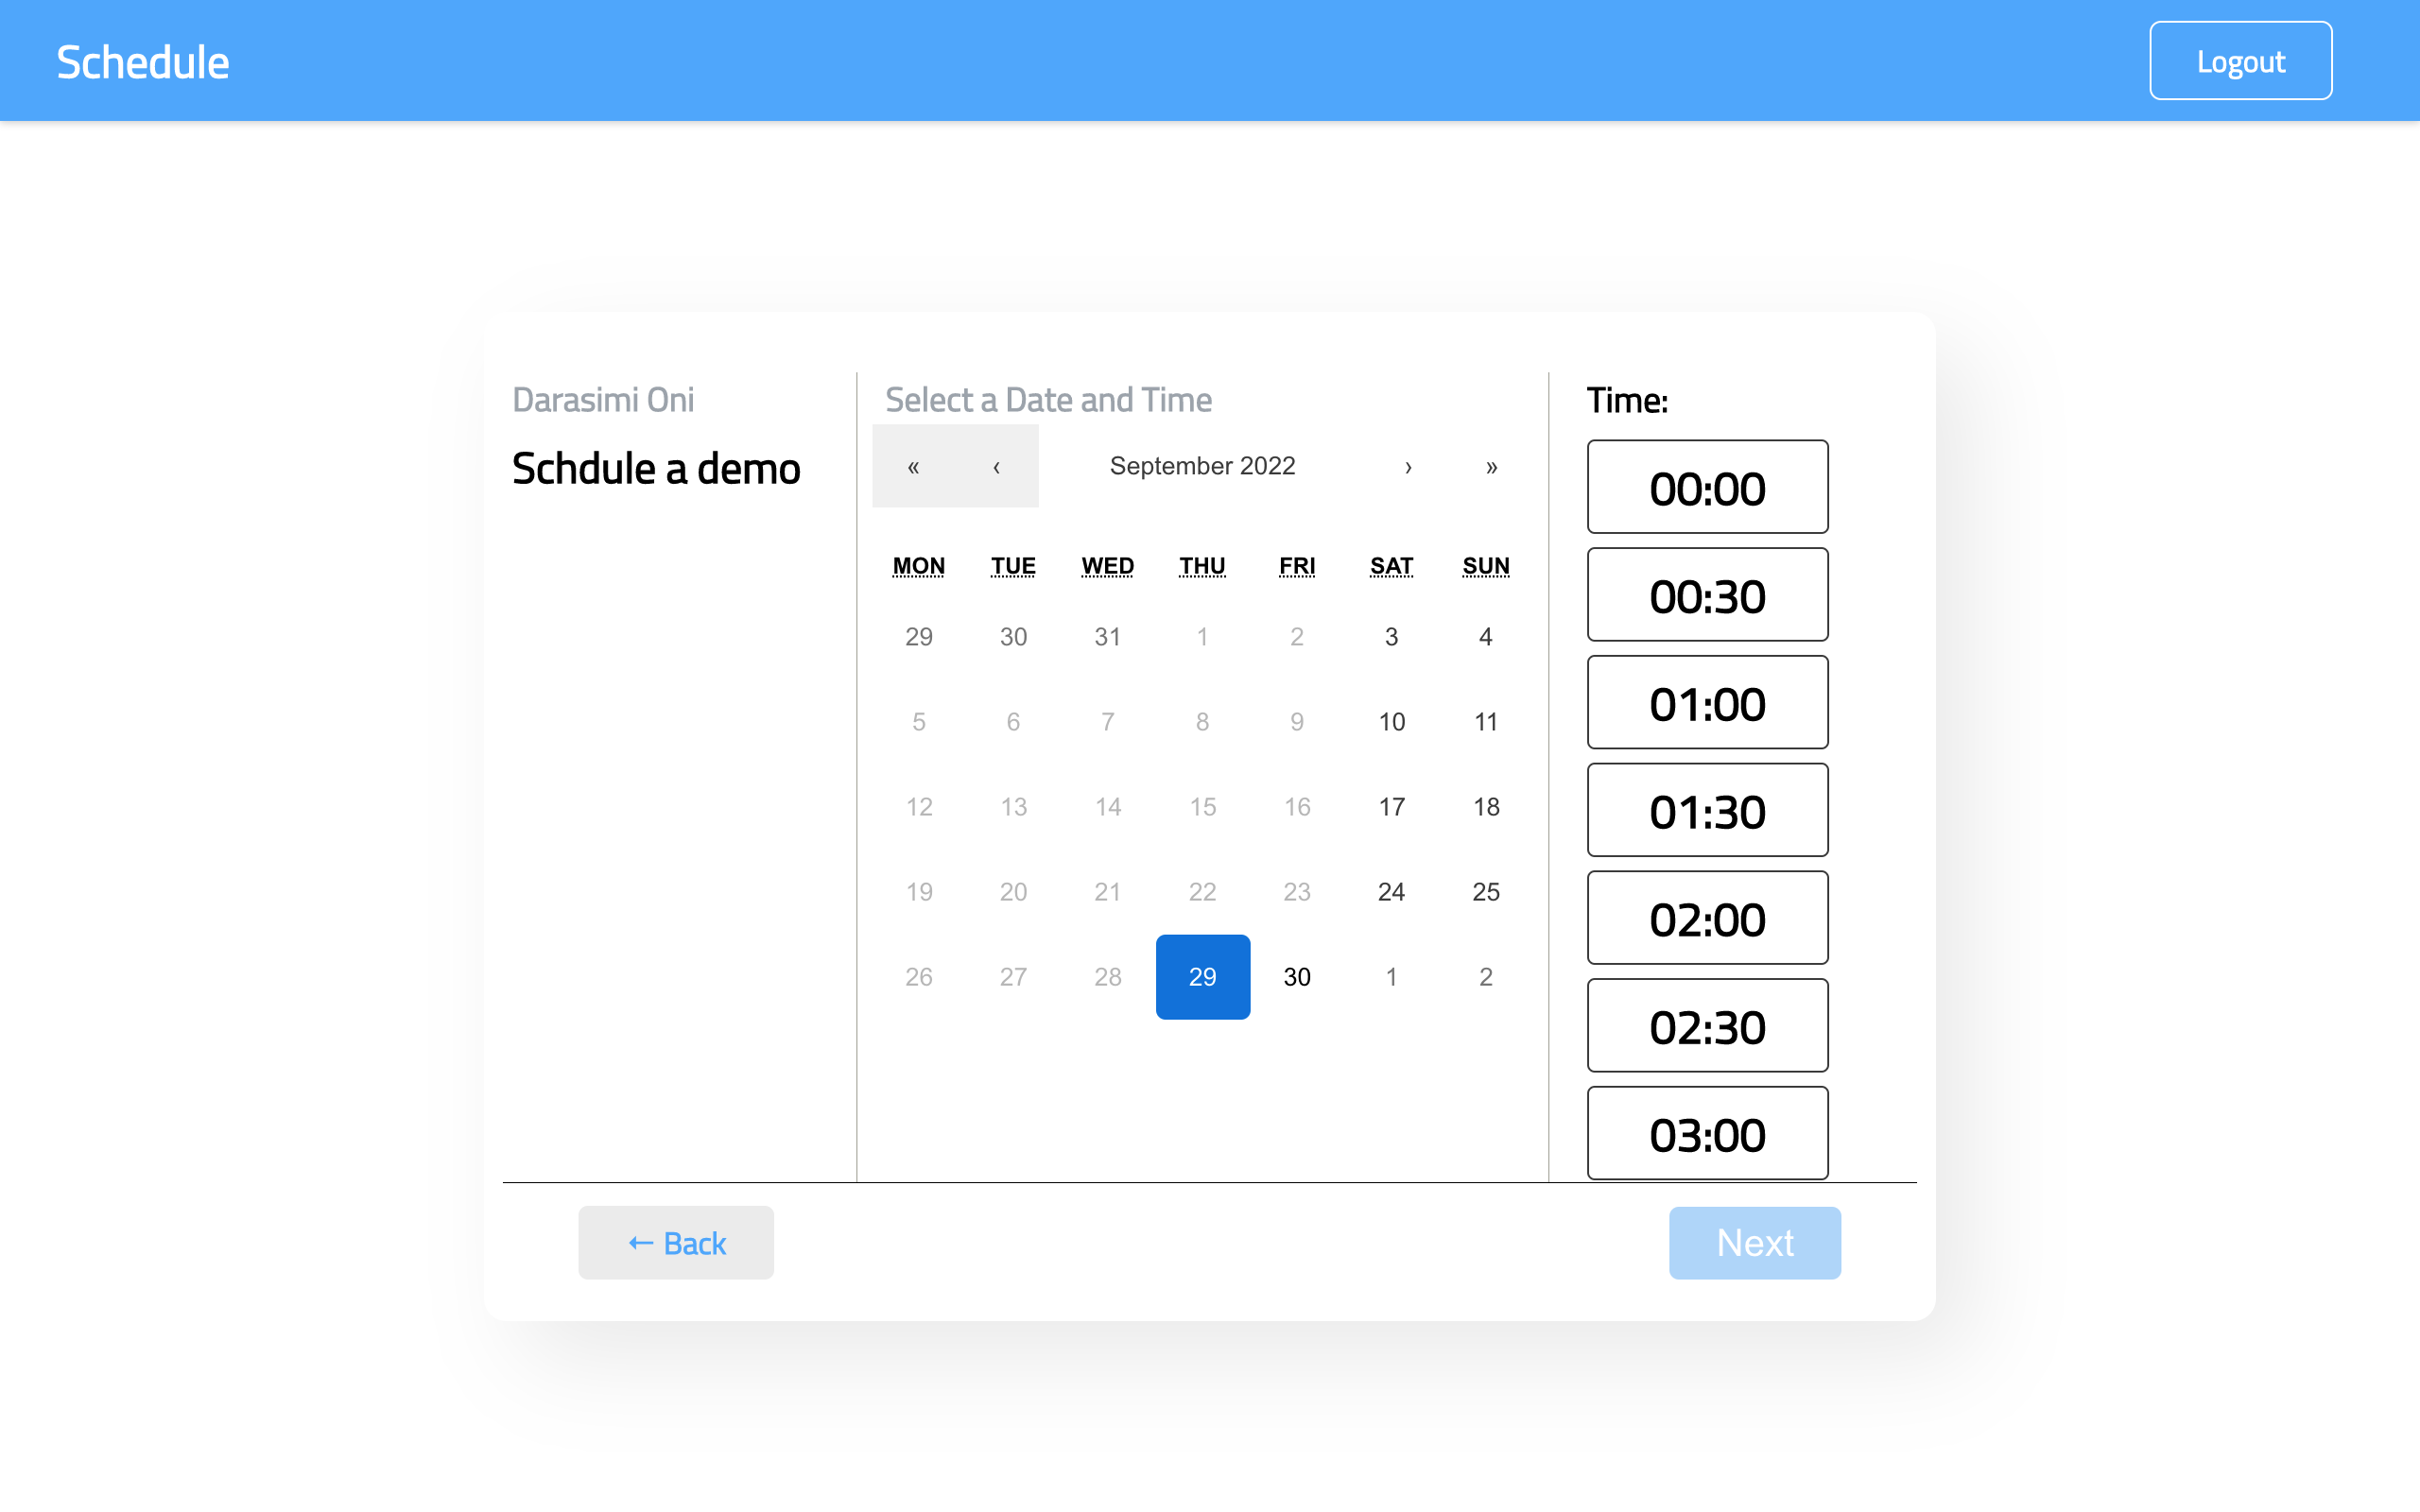 Schedule
Logout
Darasimi Oni
Schdule a demo
Select a Date and Time
« ‹ September 2022 › »
MON TUE WED THU FRI SAT SUN
29 30 31 1 2 3 4
5 6 7 8 9 10 11
12 13 14 15 16 17 18
19 20 21 22 23 24 25
26 27 28 29 30 1 2
Time:
00:00
00:30
01:00
01:30
02:00
02:30
03:00
← Back
Next